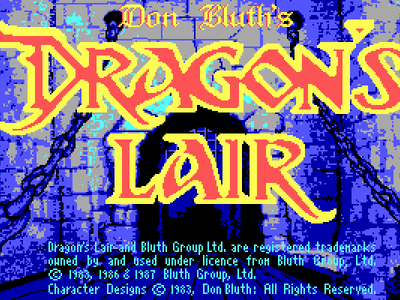 Don Bluth's
DRAGON'S
LAIR
Dragon's Lair and Bluth Group Ltd. are registered trademarks
owned by and used under licence from Bluth Group, Ltd.
© 1983, 1986 & 1987 Bluth Group, Ltd.
Character Designs © 1983, Don Bluth: All Rights Reserved.